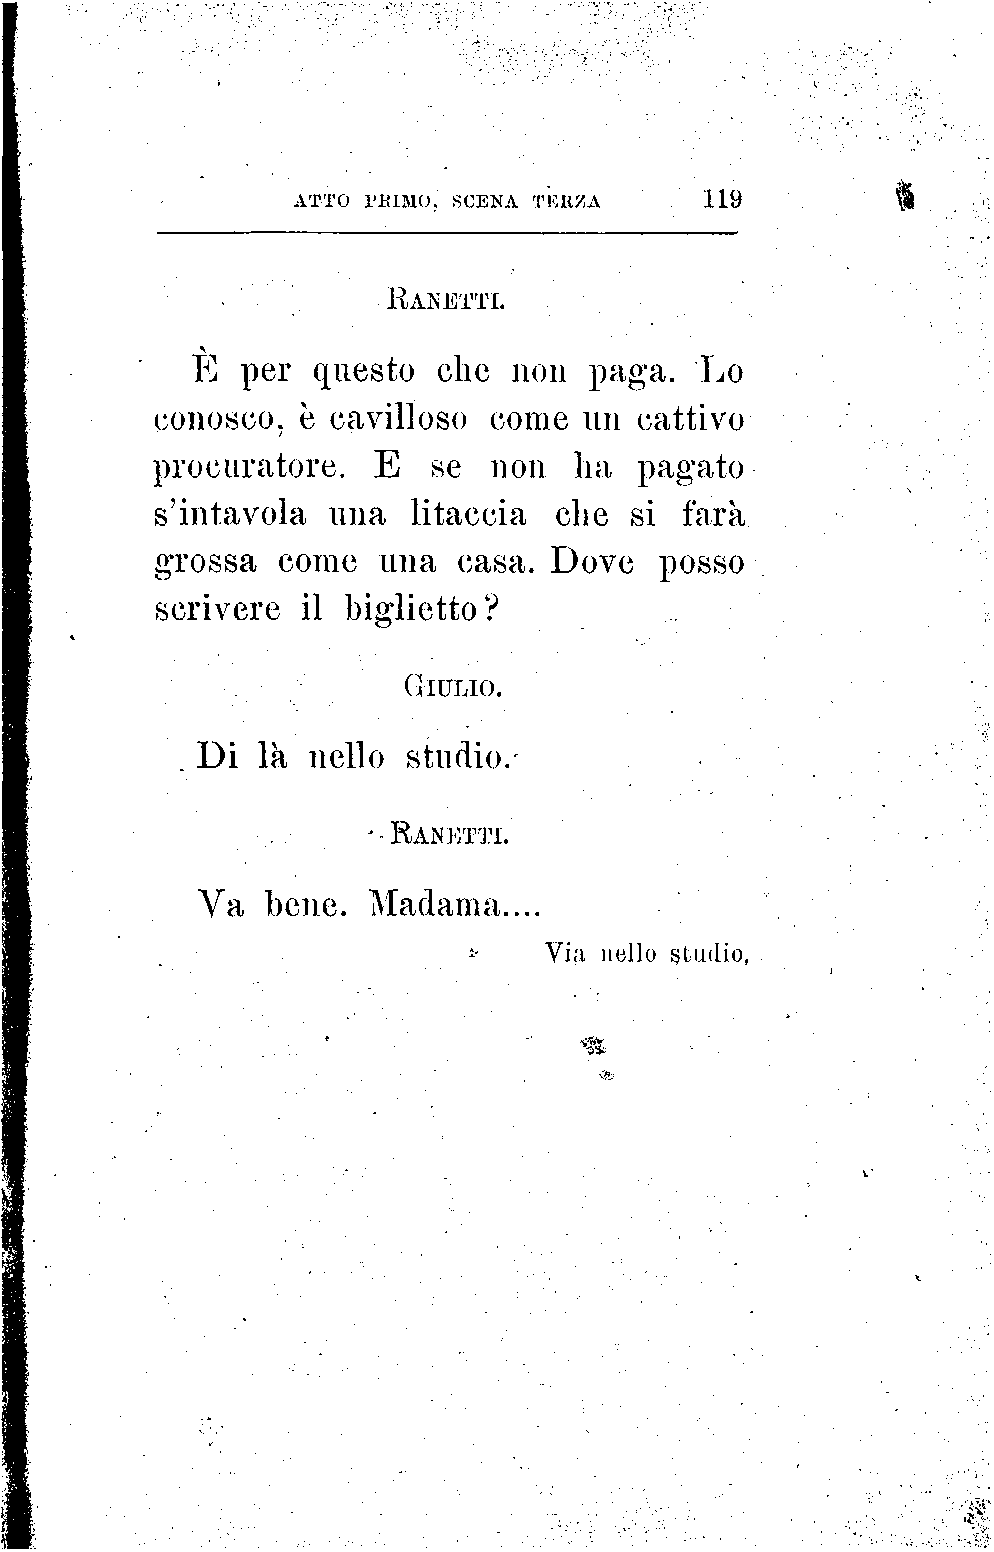 ATTO PRIMO, SCENA TERZA 119
RANETTI.
È per questo che non paga. Lo
conosco, è cavilloso come un cattivo
procuratore. E se non ha pagato
s'intavola una litaccia che si farà
grossa come una casa. Dove posso
scrivere il biglietto?
GIULIO.
Di là nello studio.
RANETTI.
Va bene. Madama....
Via nello studio,